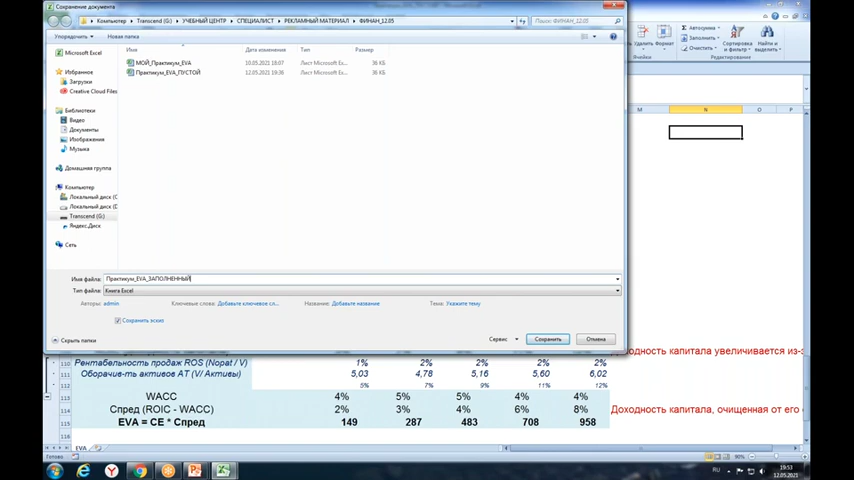 Сохранение документа
Компьютер ▸ Transcend (G:) ▸ УЧЕБНЫЙ ЦЕНТР ▸ СПЕЦИАЛИСТ ▸ РЕКЛАМНЫЙ МАТЕРИАЛ ▸ ФИНАН_12.05
Поиск: ФИНАН_12.05
Упорядочить
Новая папка
Имя
Дата изменения
Тип
Размер
МОЙ_Практикум_EVA
10.05.2021 18:07
Лист Microsoft Ex...
36 КБ
Практикум_EVA_ПУСТОЙ
12.05.2021 19:36
Лист Microsoft Ex...
36 КБ
Microsoft Excel
Избранное
Загрузки
Creative Cloud Files
Библиотеки
Видео
Документы
Изображения
Музыка
Домашняя группа
Компьютер
Локальный диск (C
Локальный диск (D
Transcend (G:)
Яндекс.Диск
Сеть
Имя файла: Практикум_EVA_ЗАПОЛНЕННЫЙ
Тип файла: Книга Excel
Авторы: admin
Ключевые слова: Добавьте ключевое сл...
Название: Добавьте название
Тема: Укажите тему
Сохранить эскиз
Скрыть папки
Сервис
Сохранить
Отмена
Удалить
Формат
Ячейки
Автосумма
Заполнить
Очистить
Сортировка и фильтр
Найти и выделить
Редактирование
M N O P
Доходность капитала увеличивается из-з
110 Рентабельность продаж ROS (Nopat / V) 1% 2% 2% 2% 2%
111 Оборачив-ть активов AT (V/ Активы) 5,03 4,78 5,16 5,60 6,02
112 5% 7% 9% 11% 12%
113 WACC 4% 5% 5% 4% 4%
114 Спред (ROIC - WACC) 2% 3% 4% 6% 8% Доходность капитала, очищенная от его
115 EVA = CE * Спред 149 287 483 708 958
116
EVA
Готово
90%
RU
19:53
12.05.2021